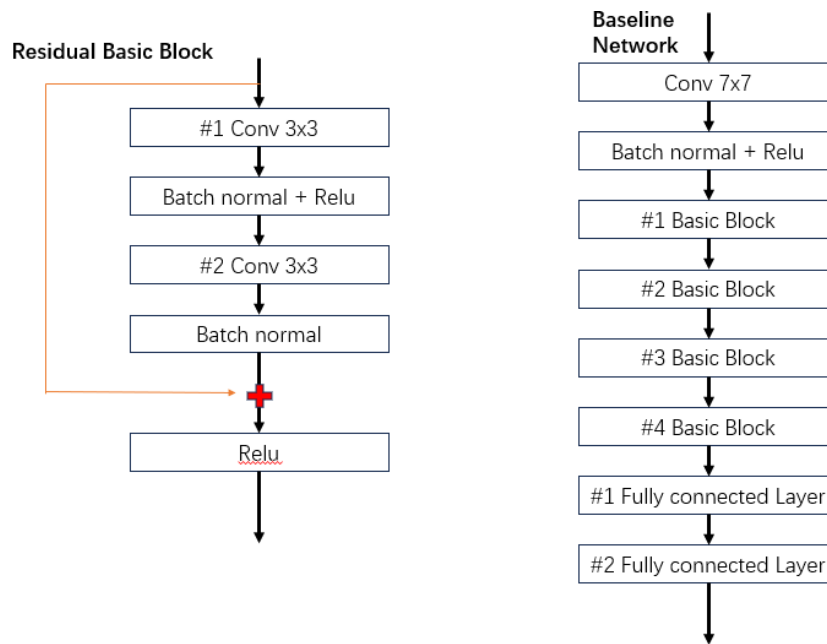 Residual Basic Block
#1 Conv 3x3
Batch normal + Relu
#2 Conv 3x3
Batch normal
Relu
Baseline
Network
Conv 7x7
Batch normal + Relu
#1 Basic Block
#2 Basic Block
#3 Basic Block
#4 Basic Block
#1 Fully connected Layer
#2 Fully connected Layer